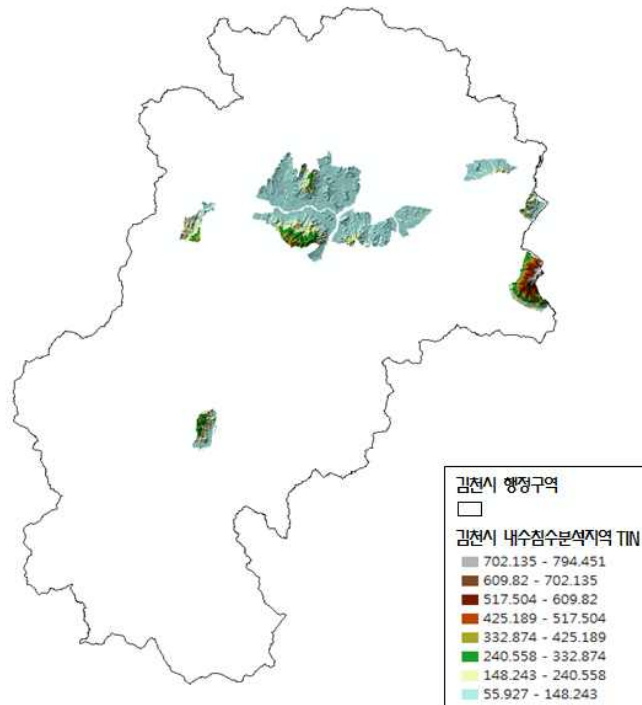 김천시 행정구역
김천시 내수침수분석지역 TIN
702.135 - 794.451
609.82 - 702.135
517.504 - 609.82
425.189 - 517.504
332.874 - 425.189
240.558 - 332.874
148.243 - 240.558
55.927 - 148.243